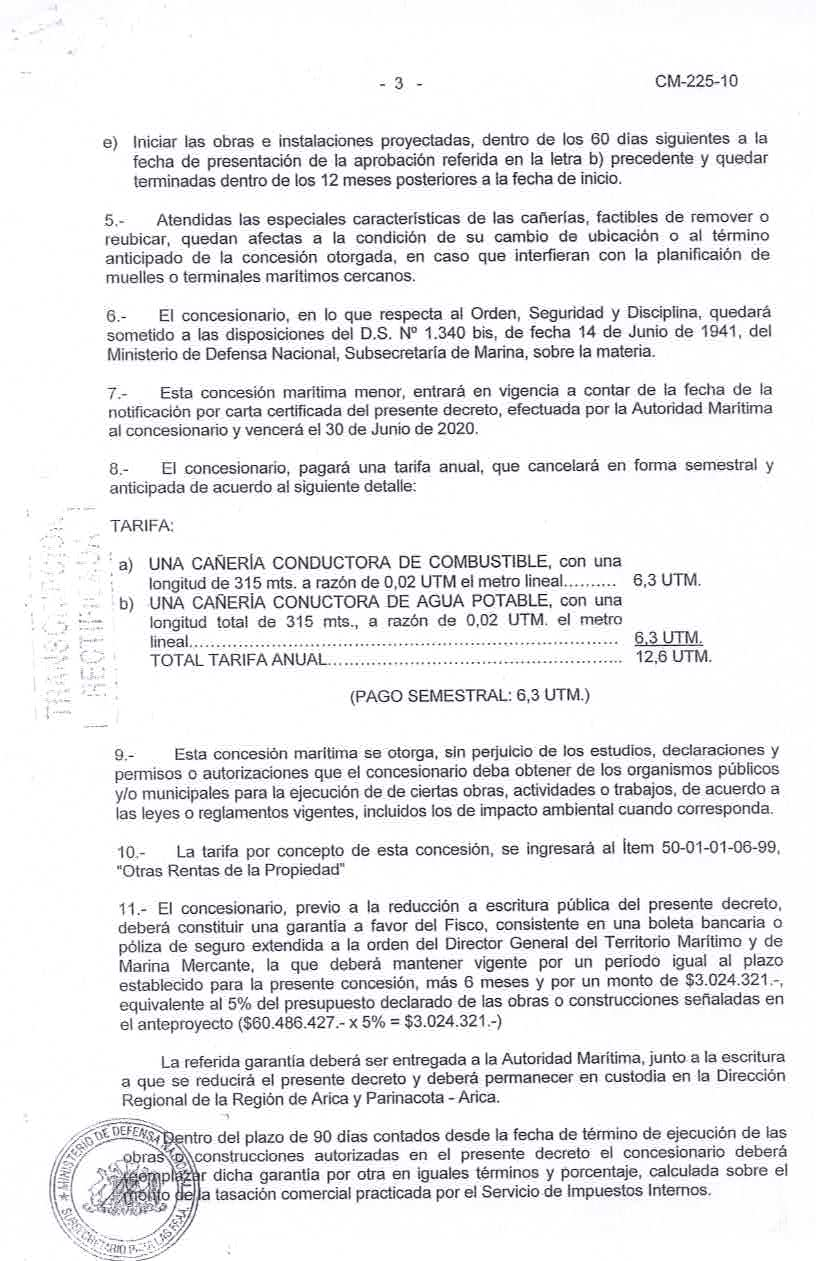 - 3 -
CM-225-10
e) Iniciar las obras e instalaciones proyectadas, dentro de los 60 días siguientes a la
fecha de presentación de la aprobación referida en la letra b) precedente y quedar
terminadas dentro de los 12 meses posteriores a la fecha de inicio.
5.- Atendidas las especiales características de las cañerías, factibles de remover o
reubicar, quedan afectas a la condición de su cambio de ubicación o al término
anticipado de la concesión otorgada, en caso que interfieran con la planificaión de
muelles o terminales marítimos cercanos.
6.- El concesionario, en lo que respecta al Orden, Seguridad y Disciplina, quedará
sometido a las disposiciones del D.S. Nº 1.340 bis, de fecha 14 de Junio de 1941, del
Ministerio de Defensa Nacional, Subsecretaría de Marina, sobre la materia.
7.- Esta concesión marítima menor, entrará en vigencia a contar de la fecha de la
notificación por carta certificada del presente decreto, efectuada por la Autoridad Marítima
al concesionario y vencerá el 30 de Junio de 2020.
8.- El concesionario, pagará una tarifa anual, que cancelará en forma semestral y
anticipada de acuerdo al siguiente detalle:
TARIFA:
a) UNA CAÑERÍA CONDUCTORA DE COMBUSTIBLE, con una
longitud de 315 mts. a razón de 0,02 UTM el metro lineal.......... 6,3 UTM.
b) UNA CAÑERÍA CONUCTORA DE AGUA POTABLE, con una
longitud total de 315 mts., a razón de 0,02 UTM. el metro
lineal................................................................................ 6,3 UTM.
TOTAL TARIFA ANUAL....................................................... 12,6 UTM.
(PAGO SEMESTRAL: 6,3 UTM.)
9.- Esta concesión marítima se otorga, sin perjuicio de los estudios, declaraciones y
permisos o autorizaciones que el concesionario deba obtener de los organismos públicos
y/o municipales para la ejecución de de ciertas obras, actividades o trabajos, de acuerdo a
las leyes o reglamentos vigentes, incluidos los de impacto ambiental cuando corresponda.
10.- La tarifa por concepto de esta concesión, se ingresará al Ítem 50-01-01-06-99,
"Otras Rentas de la Propiedad"
11.- El concesionario, previo a la reducción a escritura pública del presente decreto,
deberá constituir una garantía a favor del Fisco, consistente en una boleta bancaria o
póliza de seguro extendida a la orden del Director General del Territorio Marítimo y de
Marina Mercante, la que deberá mantener vigente por un período igual al plazo
establecido para la presente concesión, más 6 meses y por un monto de $3.024.321.-,
equivalente al 5% del presupuesto declarado de las obras o construcciones señaladas en
el anteproyecto ($60.486.427.- x 5% = $3.024.321.-)
La referida garantía deberá ser entregada a la Autoridad Marítima, junto a la escritura
a que se reducirá el presente decreto y deberá permanecer en custodia en la Dirección
Regional de la Región de Arica y Parinacota - Arica.
Dentro del plazo de 90 días contados desde la fecha de término de ejecución de las
obras o construcciones autorizadas en el presente decreto el concesionario deberá
reemplazar dicha garantía por otra en iguales términos y porcentaje, calculada sobre el
monto de la tasación comercial practicada por el Servicio de Impuestos Internos.
MINISTERIO DE DEFENSA NACIONAL